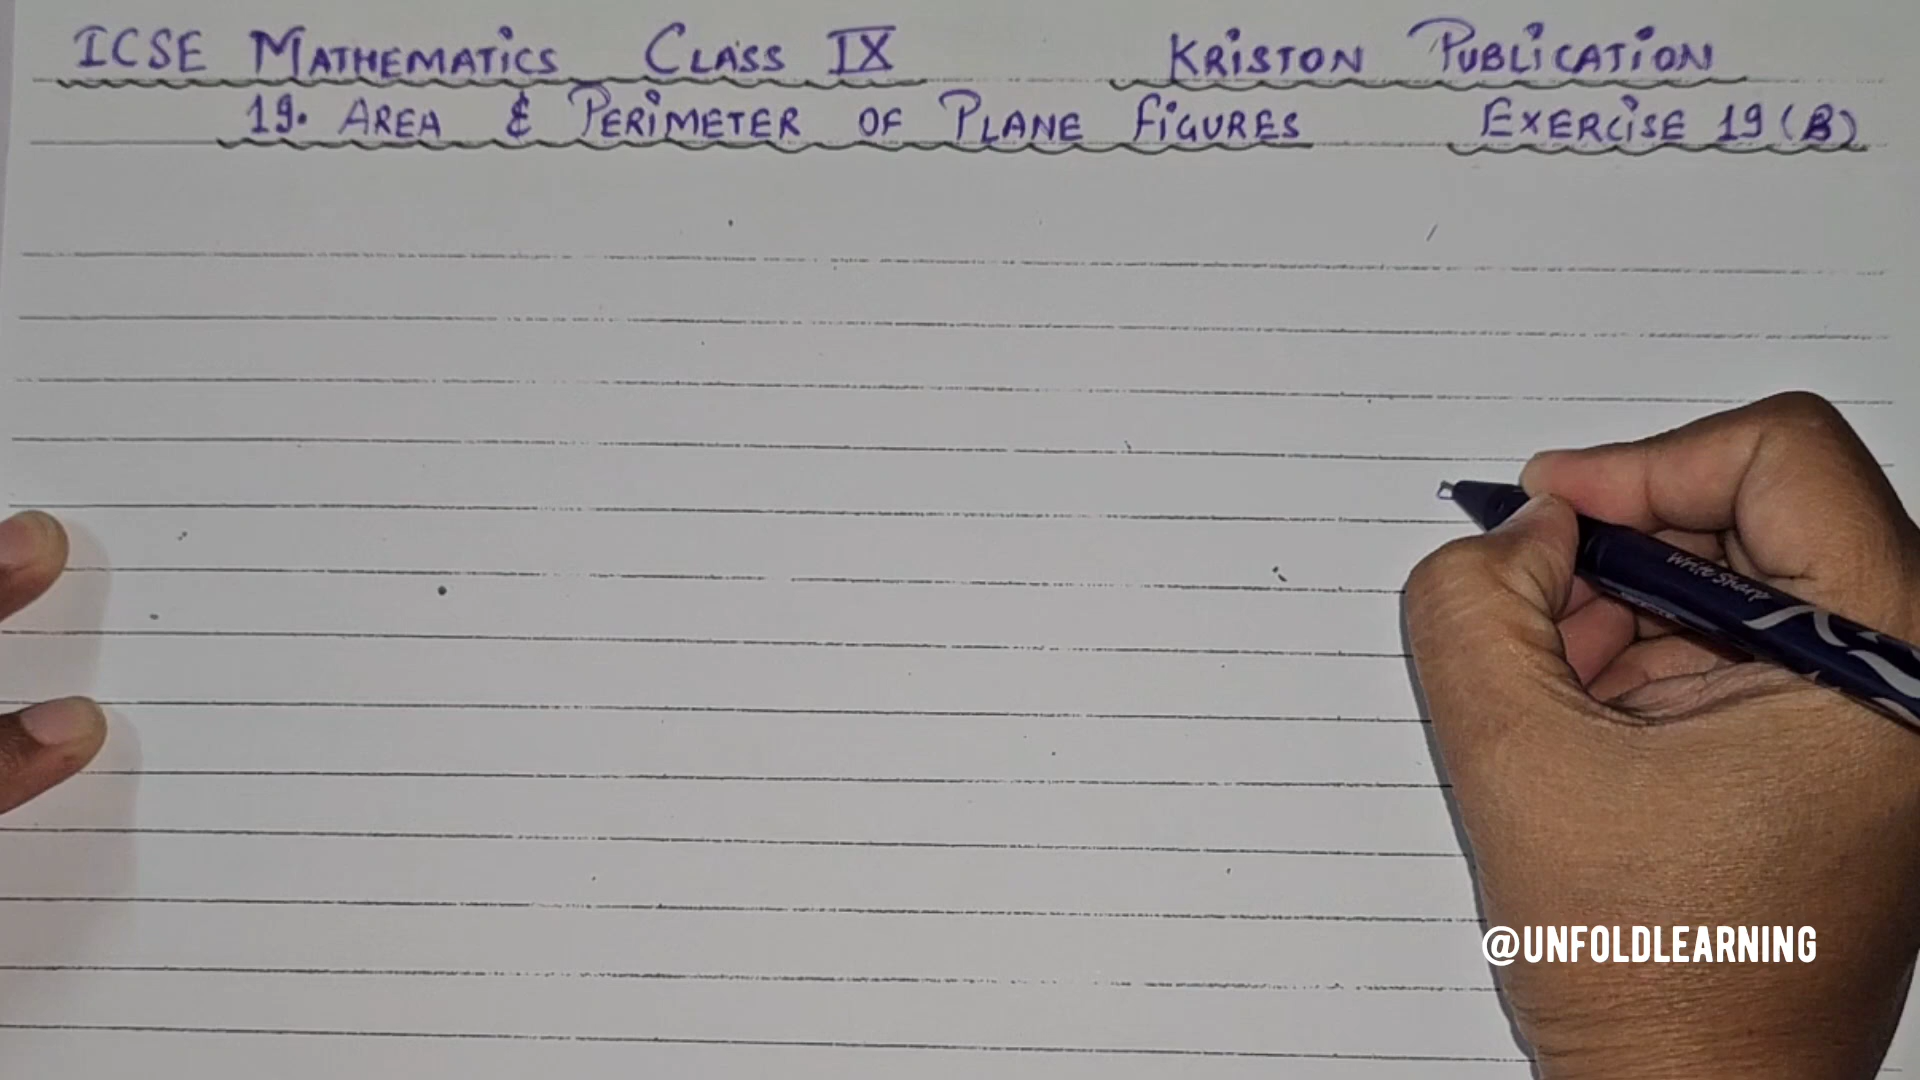 ICSE MATHEMATICS CLASS IX KRISTON PUBLICATION
19. AREA & PERIMETER OF PLANE FIGURES EXERCISE 19 (B)
Write Sharp
@UNFOLDLEARNING